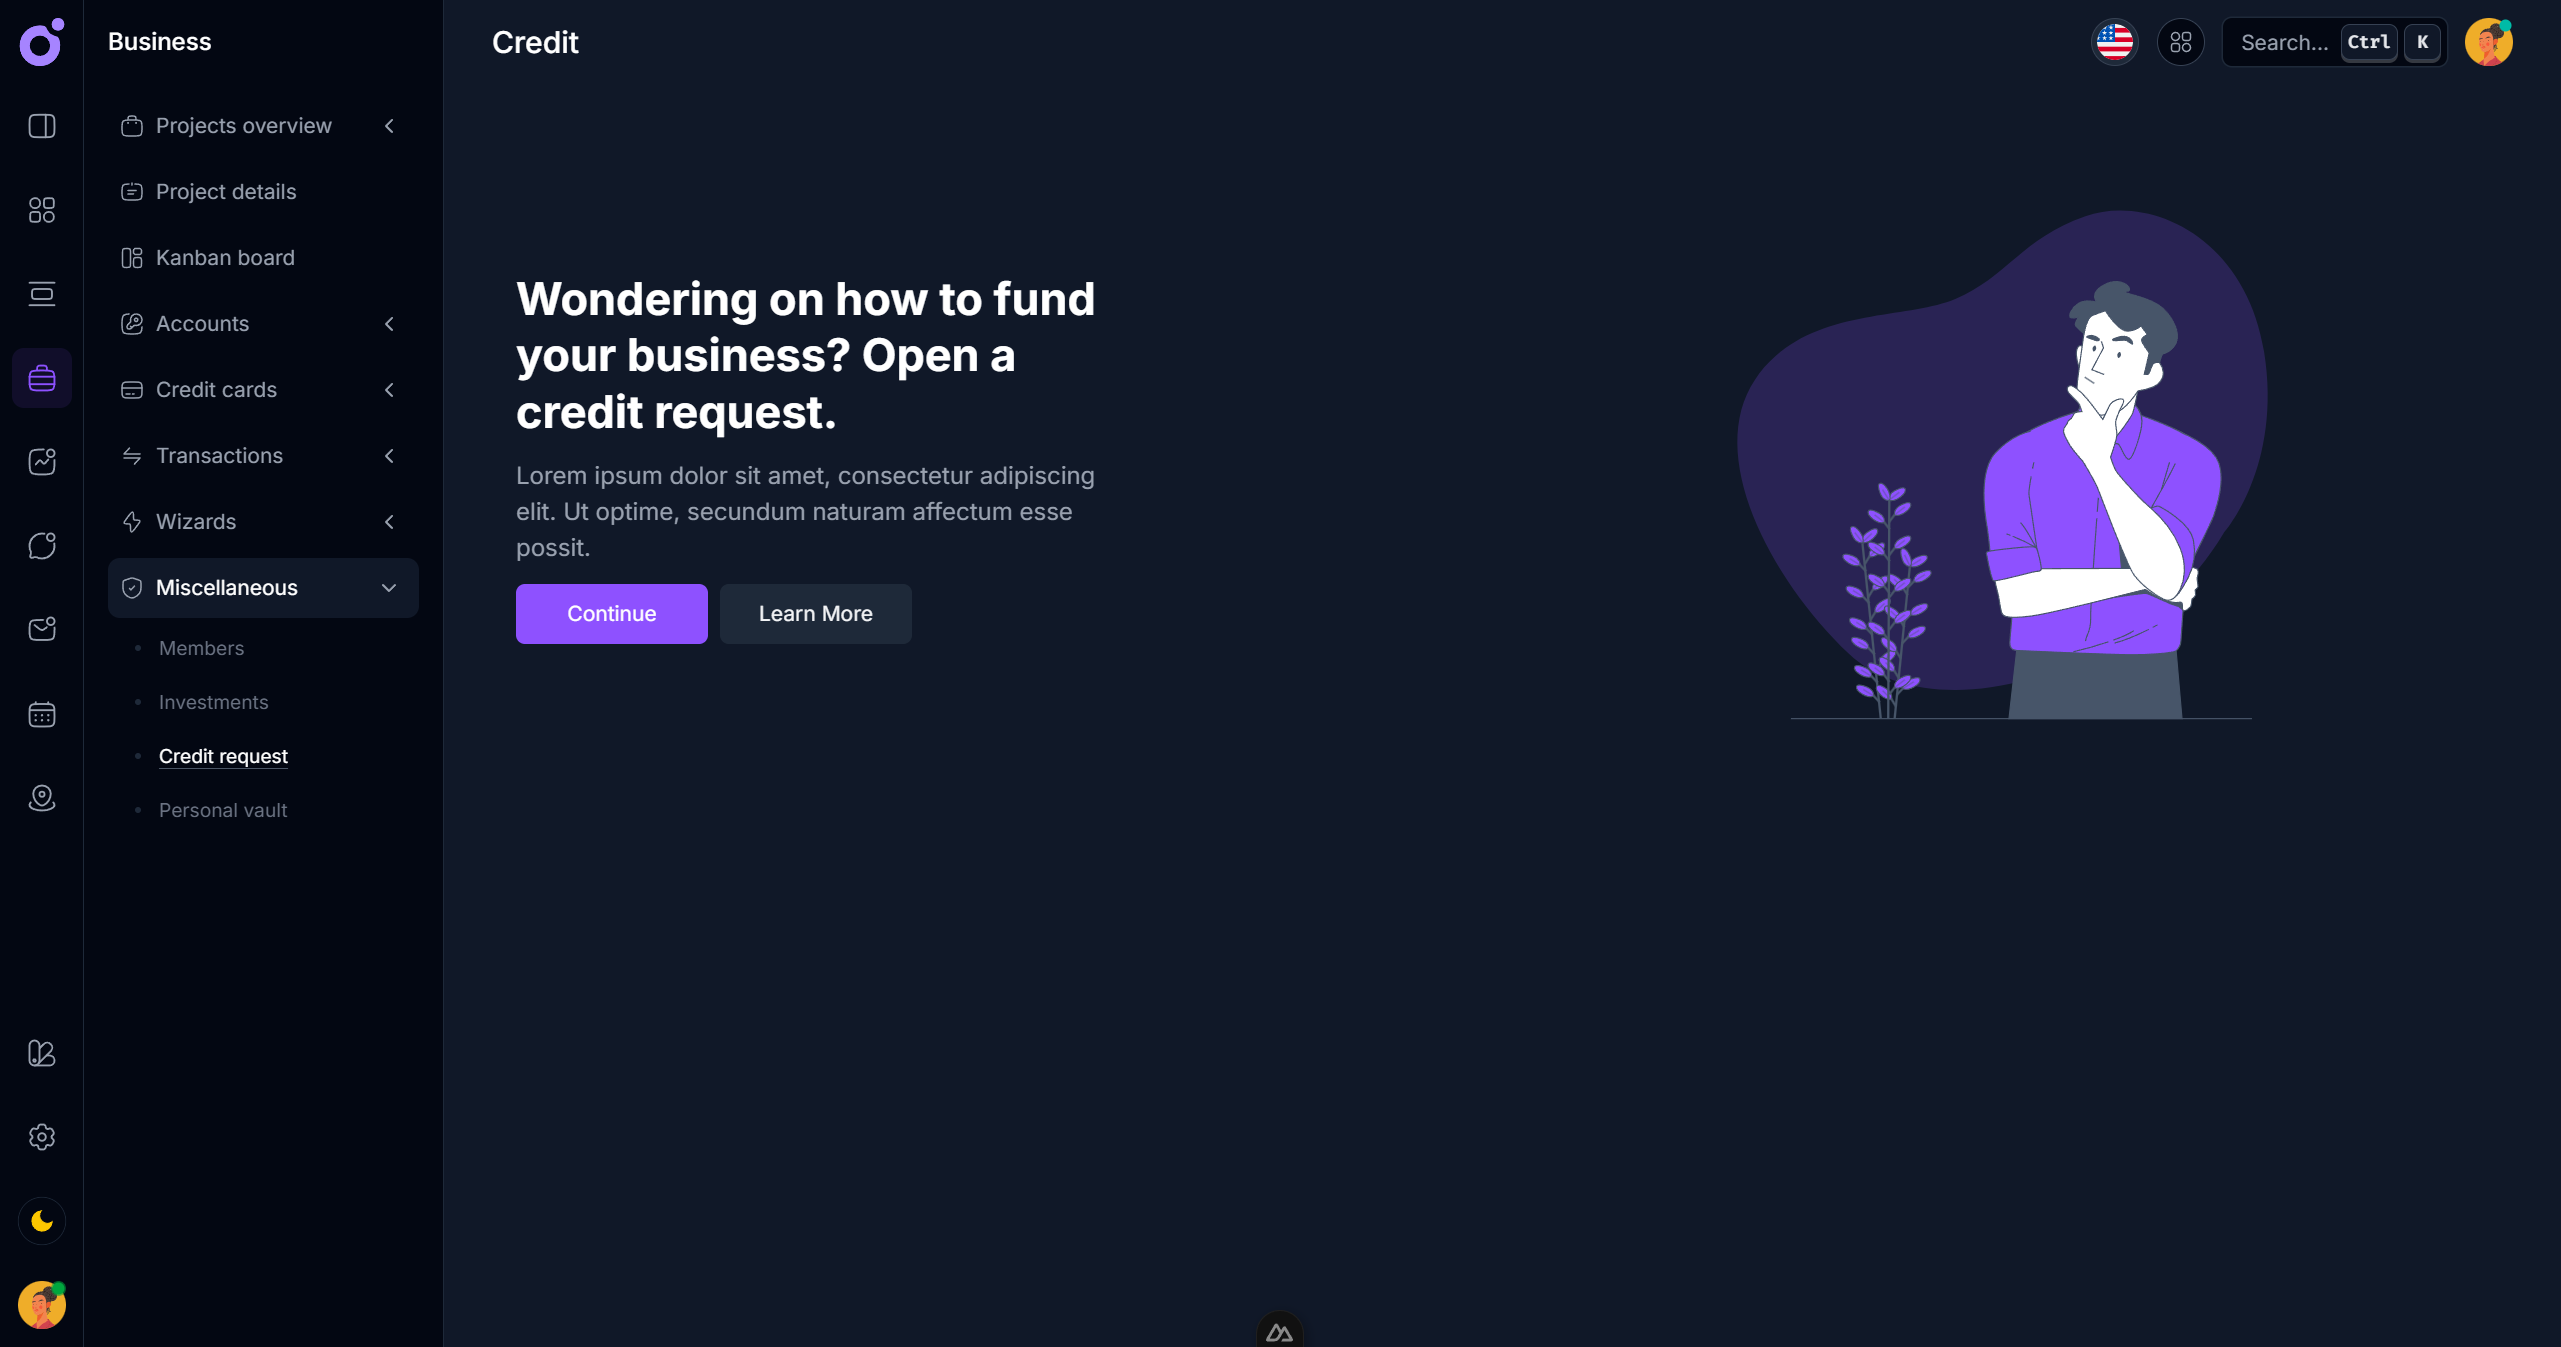 Business
Projects overview
Project details
Kanban board
Accounts
Credit cards
Transactions
Wizards
Miscellaneous
Members
Investments
Credit request
Personal vault
Credit
Search... Ctrl K
Wondering on how to fund
your business? Open a
credit request.
Lorem ipsum dolor sit amet, consectetur adipiscing
elit. Ut optime, secundum naturam affectum esse
possit.
Continue Learn More